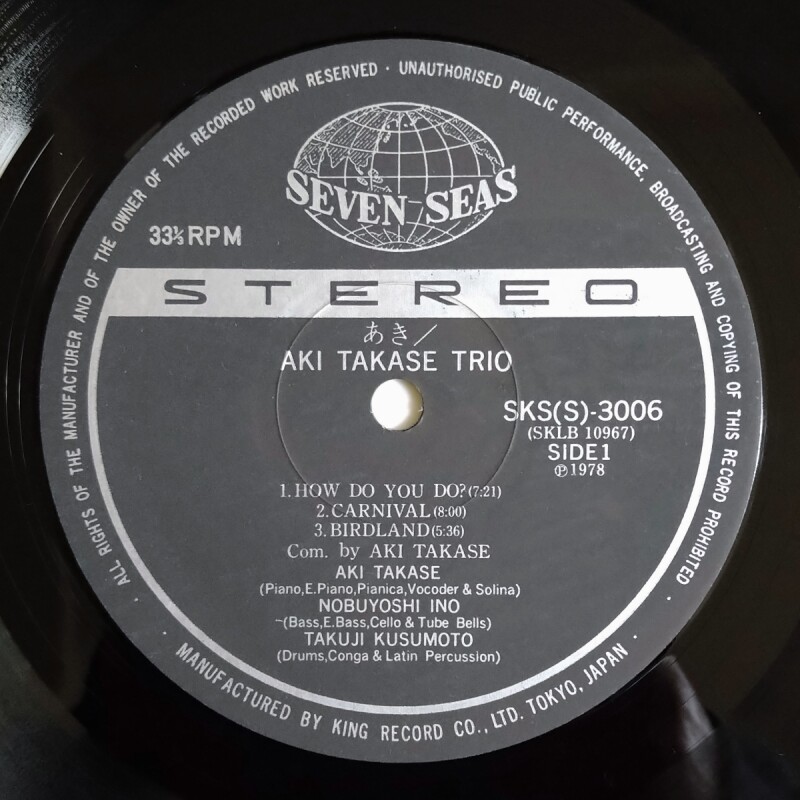 · ALL RIGHTS OF THE MANUFACTURER AND OF THE OWNER OF THE RECORDED WORK RESERVED · UNAUTHORISED PUBLIC PERFORMANCE, BROADCASTING AND COPYING OF THIS RECORD PROHIBITED ·
SEVEN SEAS
33⅓RPM
STEREO
あき/
AKI TAKASE TRIO
SKS(S)-3006
(SKLB 10967)
SIDE1
℗1978
1.HOW DO YOU DO?(7:21)
2.CARNIVAL(8:00)
3.BIRDLAND(5:36)
Com. by AKI TAKASE
AKI TAKASE
(Piano,E.Piano,Pianica,Vocoder & Solina)
NOBUYOSHI INO
(Bass,E.Bass,Cello & Tube Bells)
TAKUJI KUSUMOTO
(Drums,Conga & Latin Percussion)
· MANUFACTURED BY KING RECORD CO., LTD. TOKYO, JAPAN ·